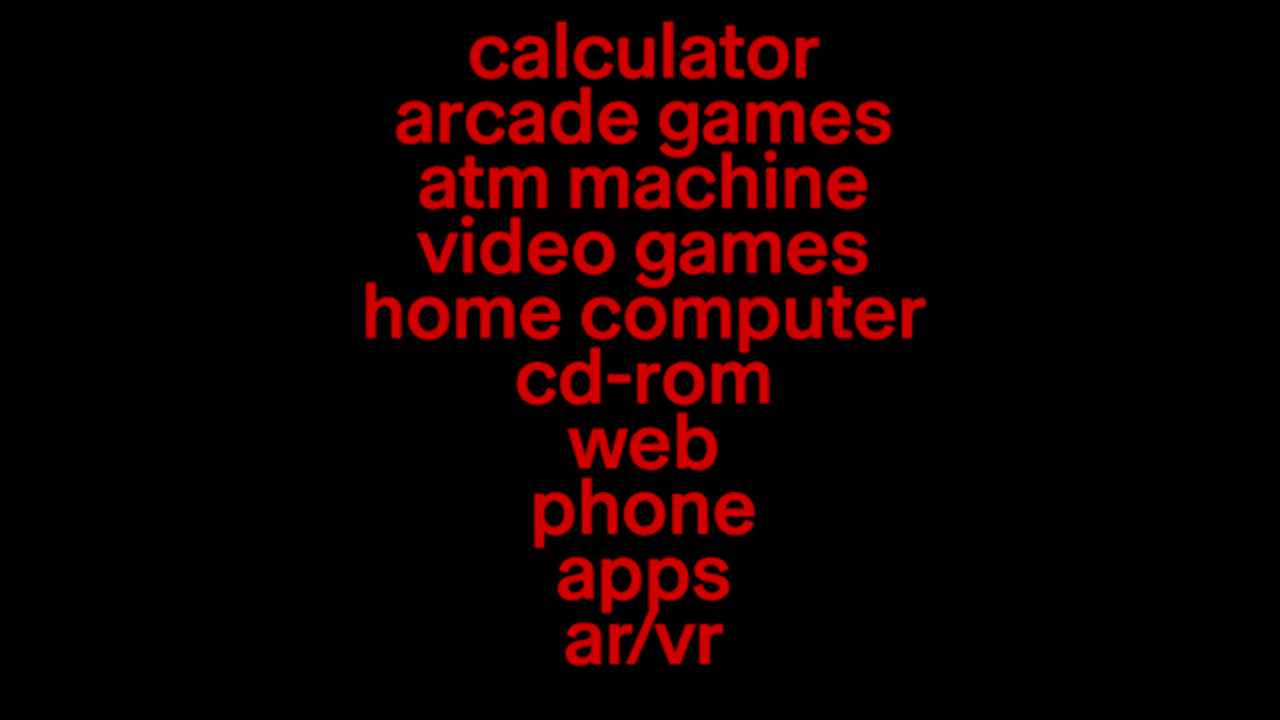 calculator
arcade games
atm machine
video games
home computer
cd-rom
web
phone
apps
ar/vr